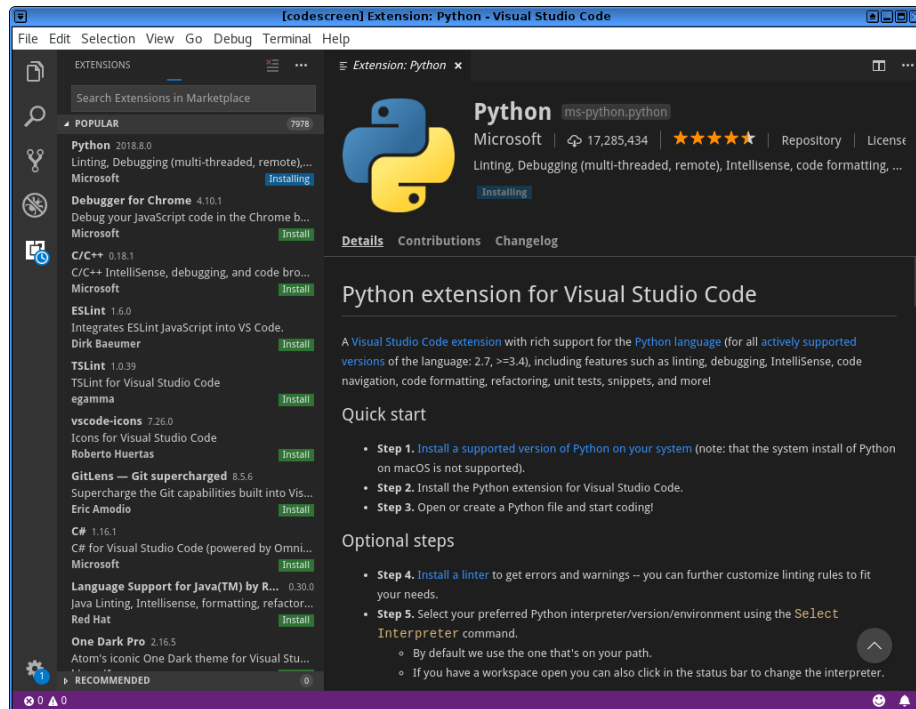 [codescreen] Extension: Python - Visual Studio Code
File Edit Selection View Go Debug Terminal Help
EXTENSIONS
Search Extensions in Marketplace
POPULAR 7978
Python 2018.8.0
Linting, Debugging (multi-threaded, remote),...
Microsoft Installing
Debugger for Chrome 4.10.1
Debug your JavaScript code in the Chrome b...
Microsoft Install
C/C++ 0.18.1
C/C++ IntelliSense, debugging, and code bro...
Microsoft Install
ESLint 1.6.0
Integrates ESLint JavaScript into VS Code.
Dirk Baeumer Install
TSLint 1.0.39
TSLint for Visual Studio Code
egamma Install
vscode-icons 7.26.0
Icons for Visual Studio Code
Roberto Huertas Install
GitLens — Git supercharged 8.5.6
Supercharge the Git capabilities built into Vis...
Eric Amodio Install
C# 1.16.1
C# for Visual Studio Code (powered by Omni...
Microsoft Install
Language Support for Java(TM) by R... 0.30.0
Java Linting, Intellisense, formatting, refactor...
Red Hat Install
One Dark Pro 2.16.5
Atom's iconic One Dark theme for Visual Stu...
RECOMMENDED 0
1
Extension: Python
Python ms-python.python
Microsoft 17,285,434 Repository License
Linting, Debugging (multi-threaded, remote), Intellisense, code formatting, ...
Installing
Details Contributions Changelog
Python extension for Visual Studio Code
A Visual Studio Code extension with rich support for the Python language (for all actively supported
versions of the language: 2.7, >=3.4), including features such as linting, debugging, IntelliSense, code
navigation, code formatting, refactoring, unit tests, snippets, and more!
Quick start
• Step 1. Install a supported version of Python on your system (note: that the system install of Python
on macOS is not supported).
• Step 2. Install the Python extension for Visual Studio Code.
• Step 3. Open or create a Python file and start coding!
Optional steps
• Step 4. Install a linter to get errors and warnings -- you can further customize linting rules to fit
your needs.
• Step 5. Select your preferred Python interpreter/version/environment using the Select
Interpreter command.
◦ By default we use the one that's on your path.
◦ If you have a workspace open you can also click in the status bar to change the interpreter.
0 0